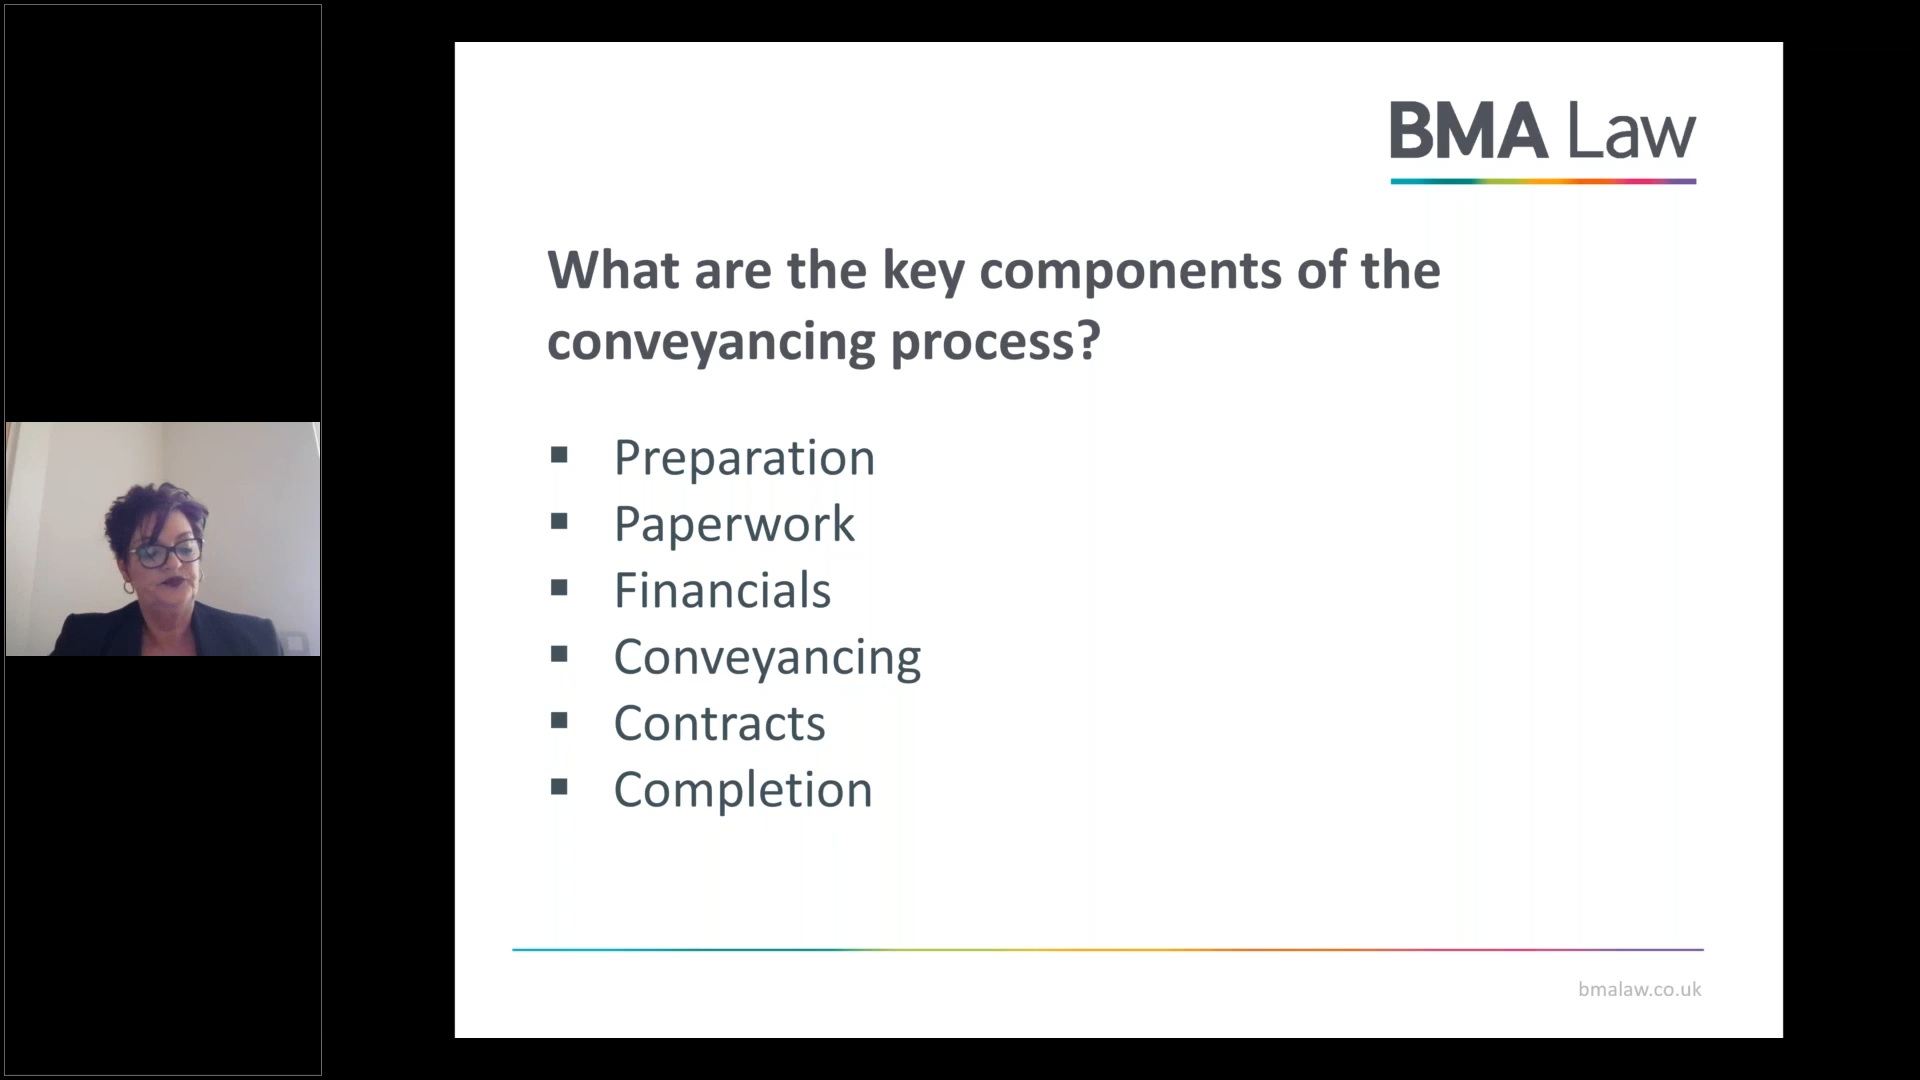 BMA Law
What are the key components of the
conveyancing process?
Preparation
Paperwork
Financials
Conveyancing
Contracts
Completion
bmalaw.co.uk